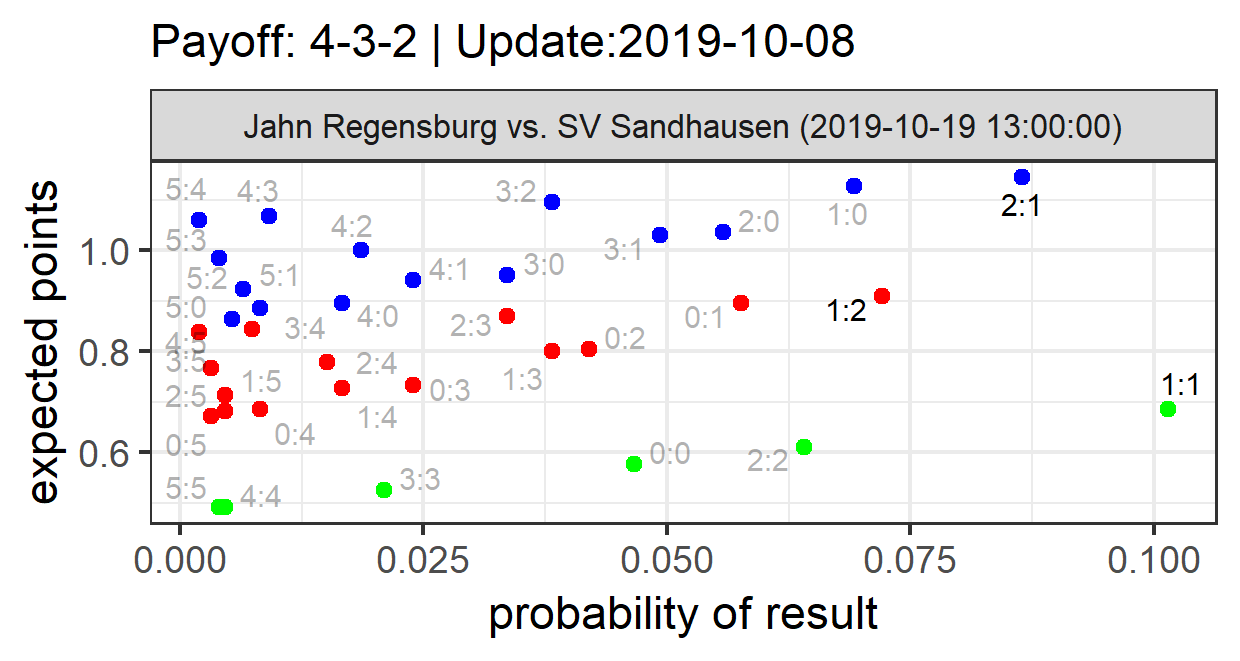 Payoff: 4-3-2 | Update:2019-10-08
Jahn Regensburg vs. SV Sandhausen (2019-10-19 13:00:00)
expected points
1.0
0.8
0.6
5:4 4:3 3:2
4:2 1:0 2:1
5:3 3:1 2:0
5:2 5:1 4:1 3:0
5:0 4:0 1:2
3:4 2:3 0:1
4:5 0:2
3:5 2:4
2:5 1:5 0:3 1:3 1:1
0:4 1:4
0:5 0:0 2:2
5:5 4:4 3:3
0.000 0.025 0.050 0.075 0.100
probability of result